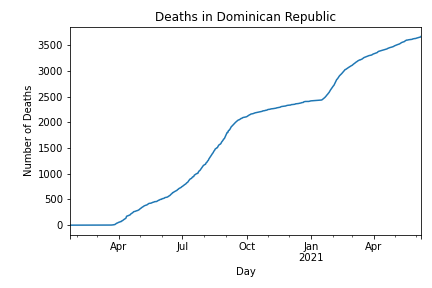 Deaths in Dominican Republic
Number of Deaths
3500
3000
2500
2000
1500
1000
500
0
Apr Jul Oct Jan Apr
2021
Day